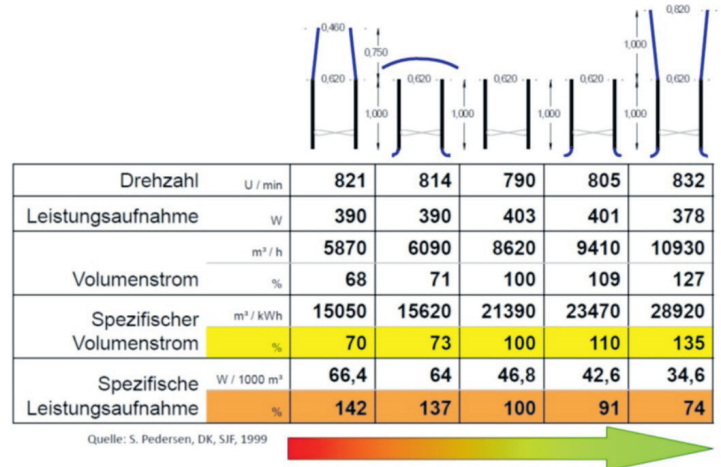 0,820
0,460
1,000
0,750
0,620 0,620 0,620 0,620 0,620
1,000 1,000 1,000 1,000
Drehzahl U / min 821 814 790 805 832
Leistungsaufnahme W 390 390 403 401 378
m³ / h 5870 6090 8620 9410 10930
Volumenstrom % 68 71 100 109 127
Spezifischer m³ / kWh 15050 15620 21390 23470 28920
Volumenstrom % 70 73 100 110 135
Spezifische W / 1000 m³ 66,4 64 46,8 42,6 34,6
Leistungsaufnahme % 142 137 100 91 74
Quelle: S. Pedersen, DK, SJF, 1999